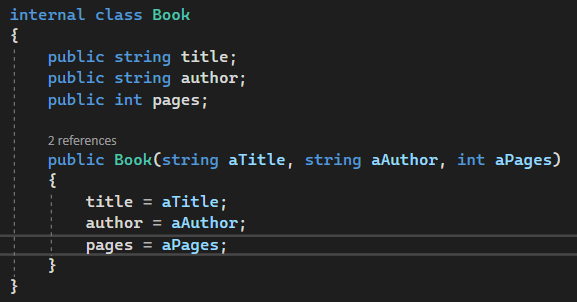 internal class Book
{
public string title;
public string author;
public int pages;
2 references
public Book(string aTitle, string aAuthor, int aPages)
{
title = aTitle;
author = aAuthor;
pages = aPages;
}
}